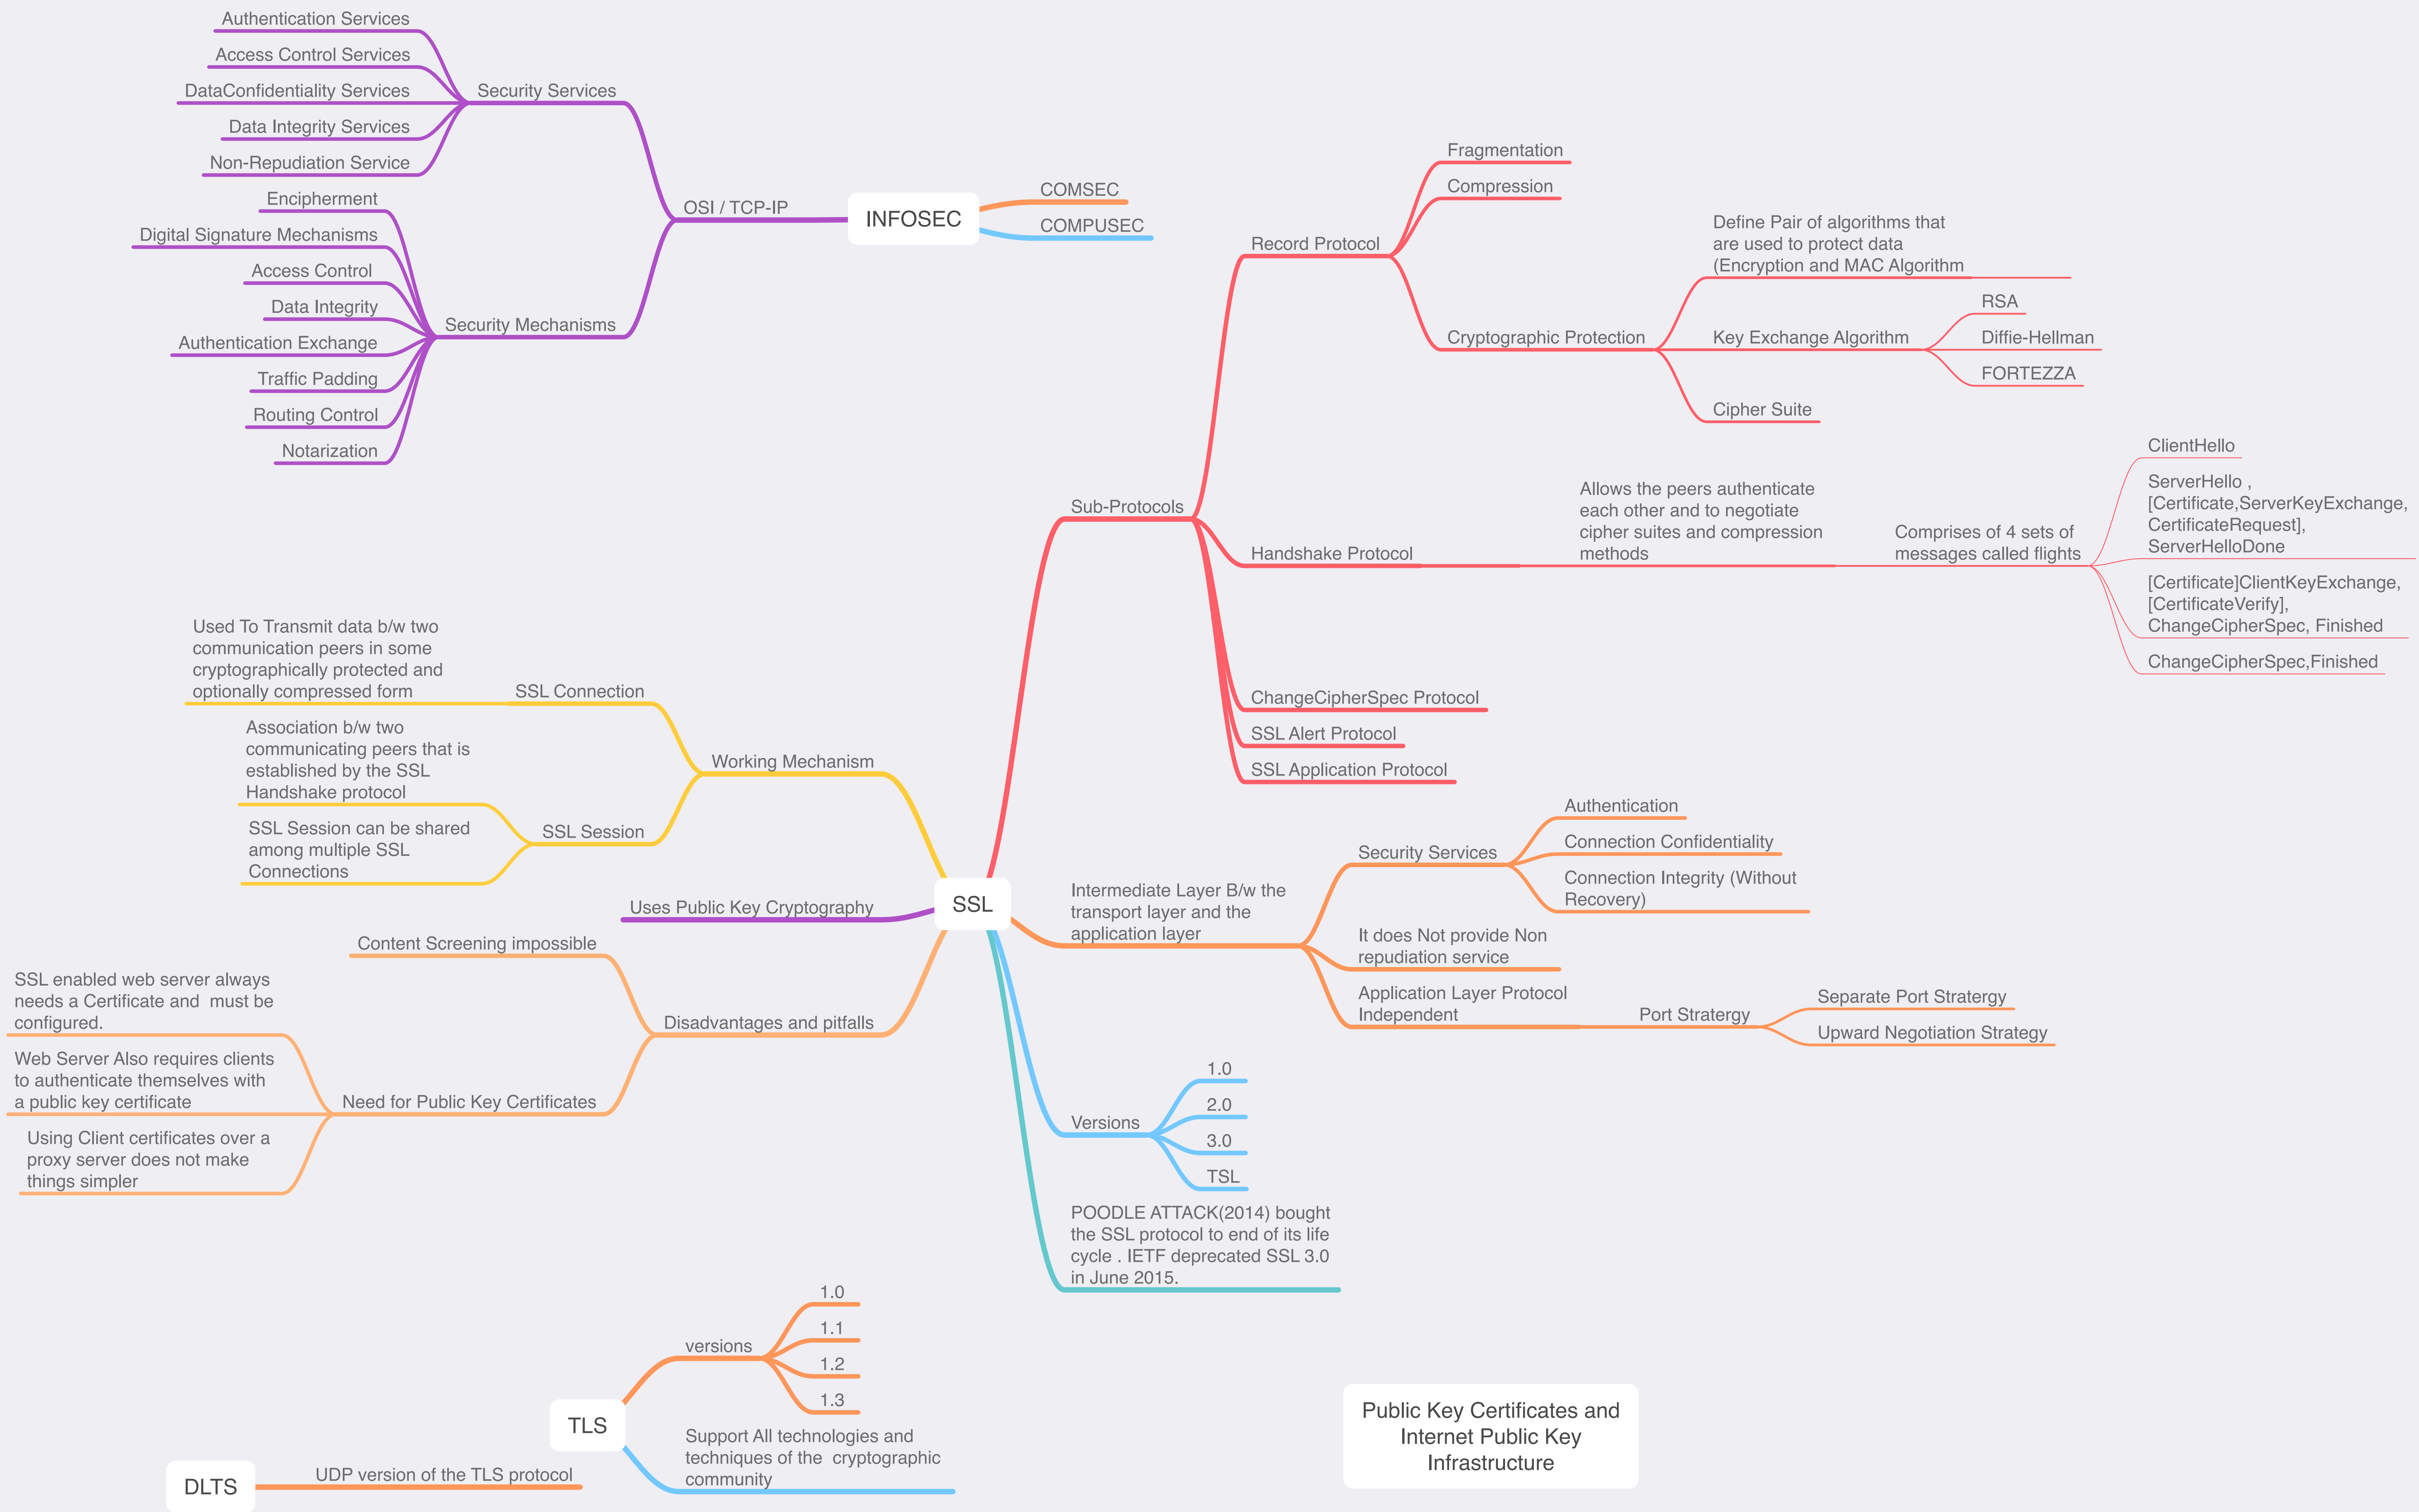 Authentication Services
Access Control Services
DataConfidentiality Services
Data Integrity Services
Non-Repudiation Service
Security Services
Encipherment
Digital Signature Mechanisms
Access Control
Data Integrity
Authentication Exchange
Traffic Padding
Routing Control
Notarization
Security Mechanisms
OSI / TCP-IP
INFOSEC
COMSEC
COMPUSEC
Fragmentation
Compression
Record Protocol
Define Pair of algorithms that
are used to protect data
(Encryption and MAC Algorithm
RSA
Cryptographic Protection
Key Exchange Algorithm
Diffie-Hellman
FORTEZZA
Cipher Suite
Sub-Protocols
Handshake Protocol
Allows the peers authenticate
each other and to negotiate
cipher suites and compression
methods
Comprises of 4 sets of
messages called flights
ClientHello
ServerHello ,
[Certificate,ServerKeyExchange,
CertificateRequest],
ServerHelloDone
[Certificate]ClientKeyExchange,
[CertificateVerify],
ChangeCipherSpec, Finished
ChangeCipherSpec,Finished
ChangeCipherSpec Protocol
SSL Alert Protocol
SSL Application Protocol
Used To Transmit data b/w two
communication peers in some
cryptographically protected and
optionally compressed form
SSL Connection
Association b/w two
communicating peers that is
established by the SSL
Handshake protocol
SSL Session can be shared
among multiple SSL
Connections
SSL Session
Working Mechanism
Uses Public Key Cryptography
SSL
Content Screening impossible
SSL enabled web server always
needs a Certificate and  must be
configured.
Web Server Also requires clients
to authenticate themselves with
a public key certificate
Using Client certificates over a
proxy server does not make
things simpler
Need for Public Key Certificates
Disadvantages and pitfalls
Intermediate Layer B/w the
transport layer and the
application layer
Security Services
Authentication
Connection Confidentiality
Connection Integrity (Without
Recovery)
It does Not provide Non
repudiation service
Application Layer Protocol
Independent
Port Stratergy
Separate Port Stratergy
Upward Negotiation Strategy
Versions
1.0
2.0
3.0
TSL
POODLE ATTACK(2014) bought
the SSL protocol to end of its life
cycle . IETF deprecated SSL 3.0
in June 2015.
TLS
versions
1.0
1.1
1.2
1.3
Support All technologies and
techniques of the  cryptographic
community
DLTS
UDP version of the TLS protocol
Public Key Certificates and
Internet Public Key
Infrastructure